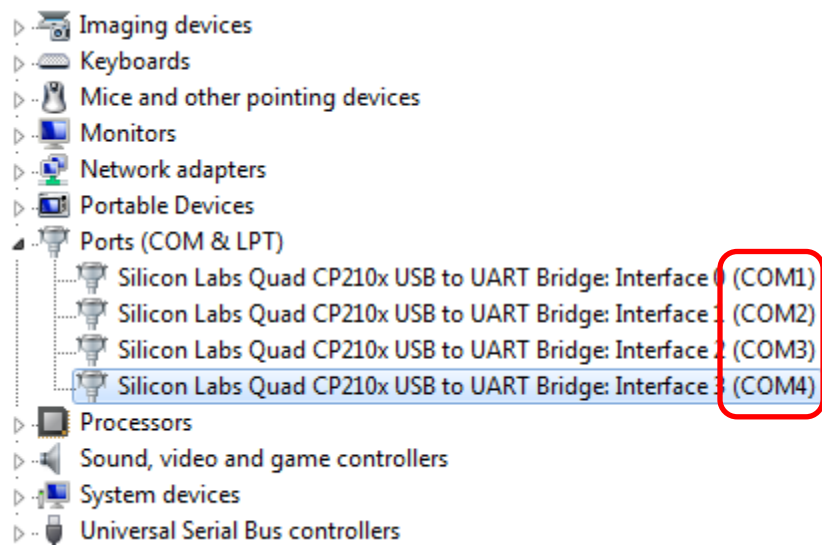 Imaging devices
Keyboards
Mice and other pointing devices
Monitors
Network adapters
Portable Devices
Ports (COM & LPT)
Silicon Labs Quad CP210x USB to UART Bridge: Interface 0 (COM1)
Silicon Labs Quad CP210x USB to UART Bridge: Interface 1 (COM2)
Silicon Labs Quad CP210x USB to UART Bridge: Interface 2 (COM3)
Silicon Labs Quad CP210x USB to UART Bridge: Interface 3 (COM4)
Processors
Sound, video and game controllers
System devices
Universal Serial Bus controllers